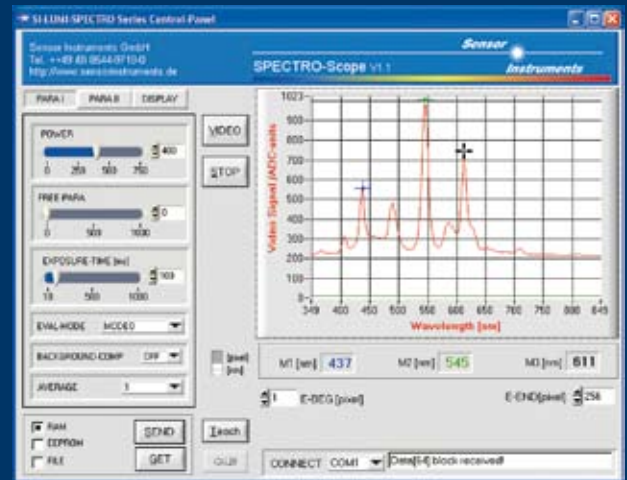 SI-LUMI-SPECTRO Series Control-Panel
Sensor Instruments GmbH
Tel. ++49 40 8544-9719-0
http://www.sensorinstruments.de
SPECTRO-Scope V1.1
Sensor
Instruments
PARA I PARA II DISPLAY
POWER
400
0 250 500 750
FREE PARA.
0
0 500 1000
EXPOSURE-TIME [ms]
100
10 500 1000
EVAL-MODE MODE0
BACKGROUND-COMP OFF
AVERAGE 1
RAM
EEPROM
FILE
SEND
GET
VIDEO
STOP
[pixel]
[nm]
Teach
Video Signal /ADC-units
1023
900
800
700
600
500
400
300
200
100
0
349 400 450 500 550 600 650 700 750 800 849
Wavelength [nm]
M1 [nm] 437 M2 [nm] 545 M3 [nm] 611
1 E-BEG [pixel] E-END[pixel] 256
CONNECT COM1 Data[64] block received!